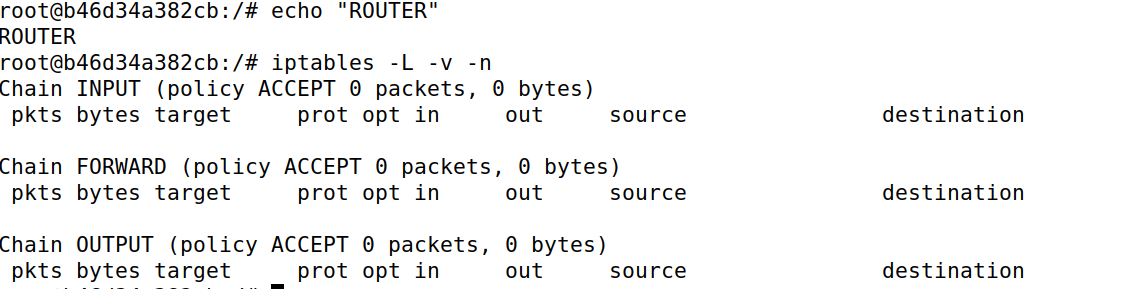 root@b46d34a382cb:/# echo "ROUTER"
ROUTER
root@b46d34a382cb:/# iptables -L -v -n
Chain INPUT (policy ACCEPT 0 packets, 0 bytes)
 pkts bytes target     prot opt in     out     source               destination

Chain FORWARD (policy ACCEPT 0 packets, 0 bytes)
 pkts bytes target     prot opt in     out     source               destination

Chain OUTPUT (policy ACCEPT 0 packets, 0 bytes)
 pkts bytes target     prot opt in     out     source               destination